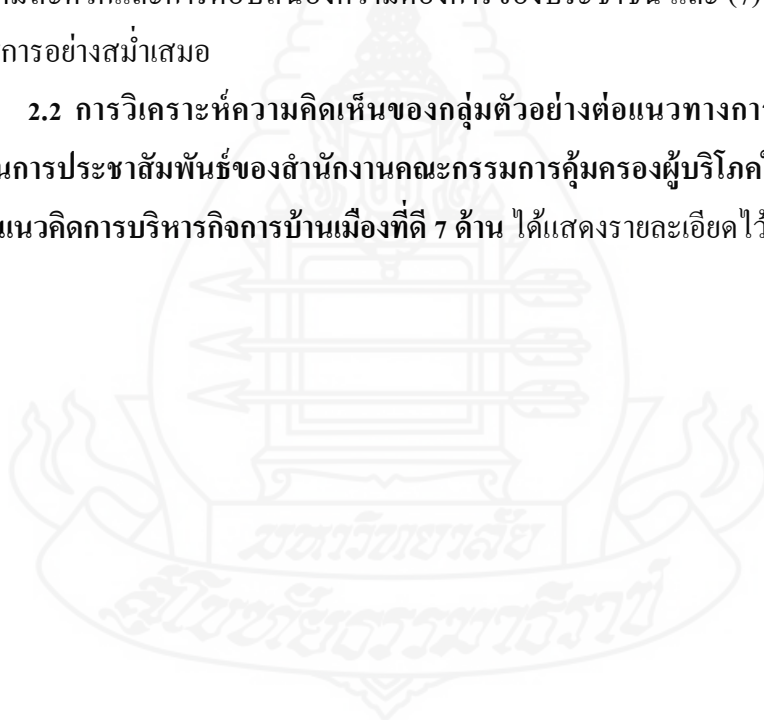 การอย่างสม่ำเสมอ
2.2 การวิเคราะห์ความคิดเห็นของกลุ่มตัวอย่างต่อแนวทางการ
การประชาสัมพันธ์ของสำนักงานคณะกรรมการคุ้มครองผู้บริโภค
แนวคิดการบริหารกิจการบ้านเมืองที่ดี 7 ด้าน ได้แสดงรายละเอียดไว้
มหาวิทยาลัย
สุโขทัยธรรมาธิราช